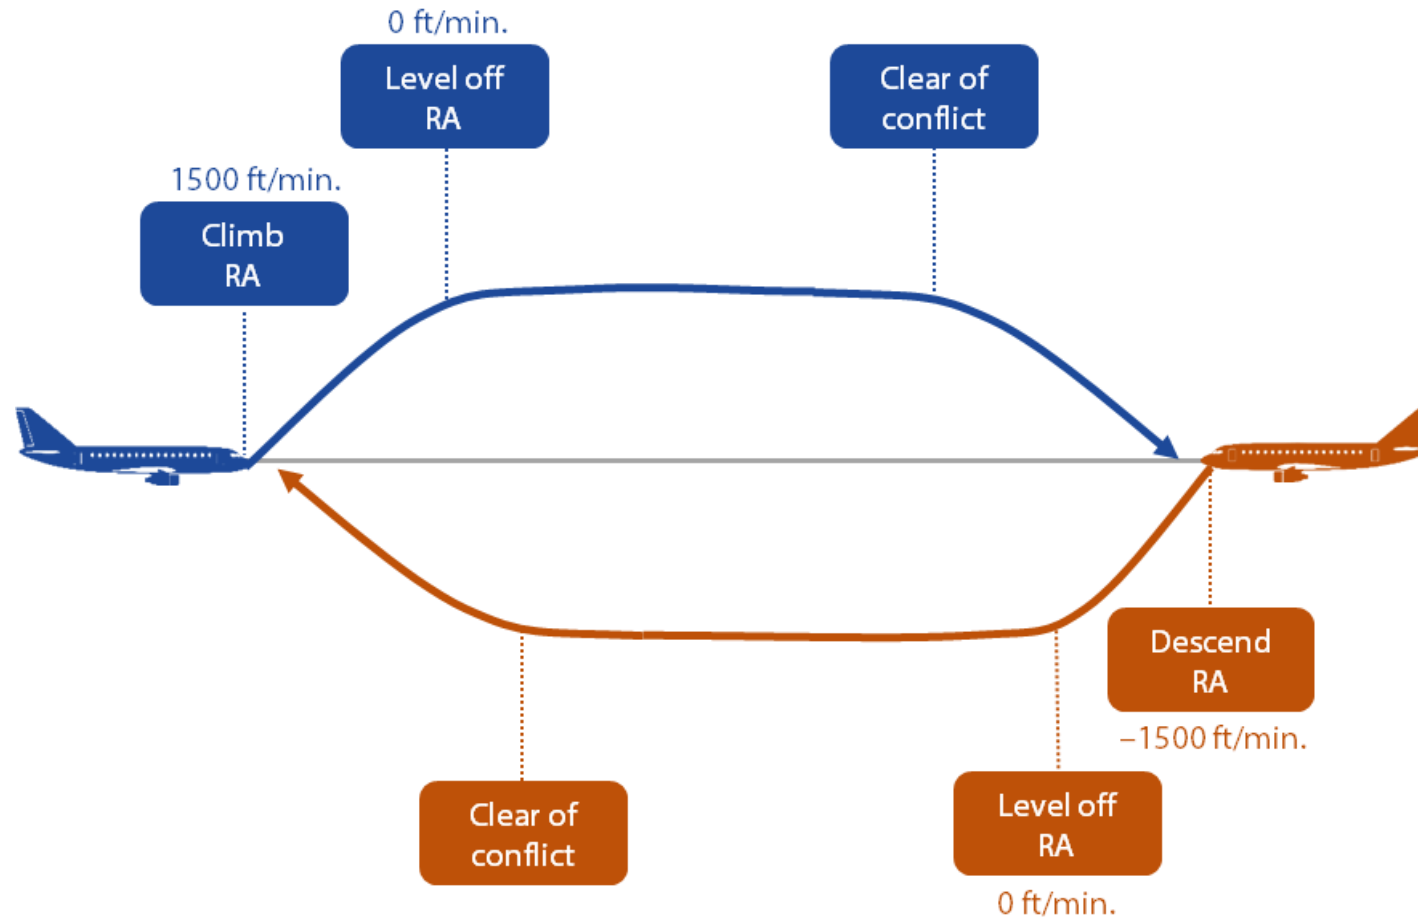 0 ft/min.
Level off
RA
Clear of
conflict
1500 ft/min.
Climb
RA
Descend
RA
–1500 ft/min.
Clear of
conflict
Level off
RA
0 ft/min.